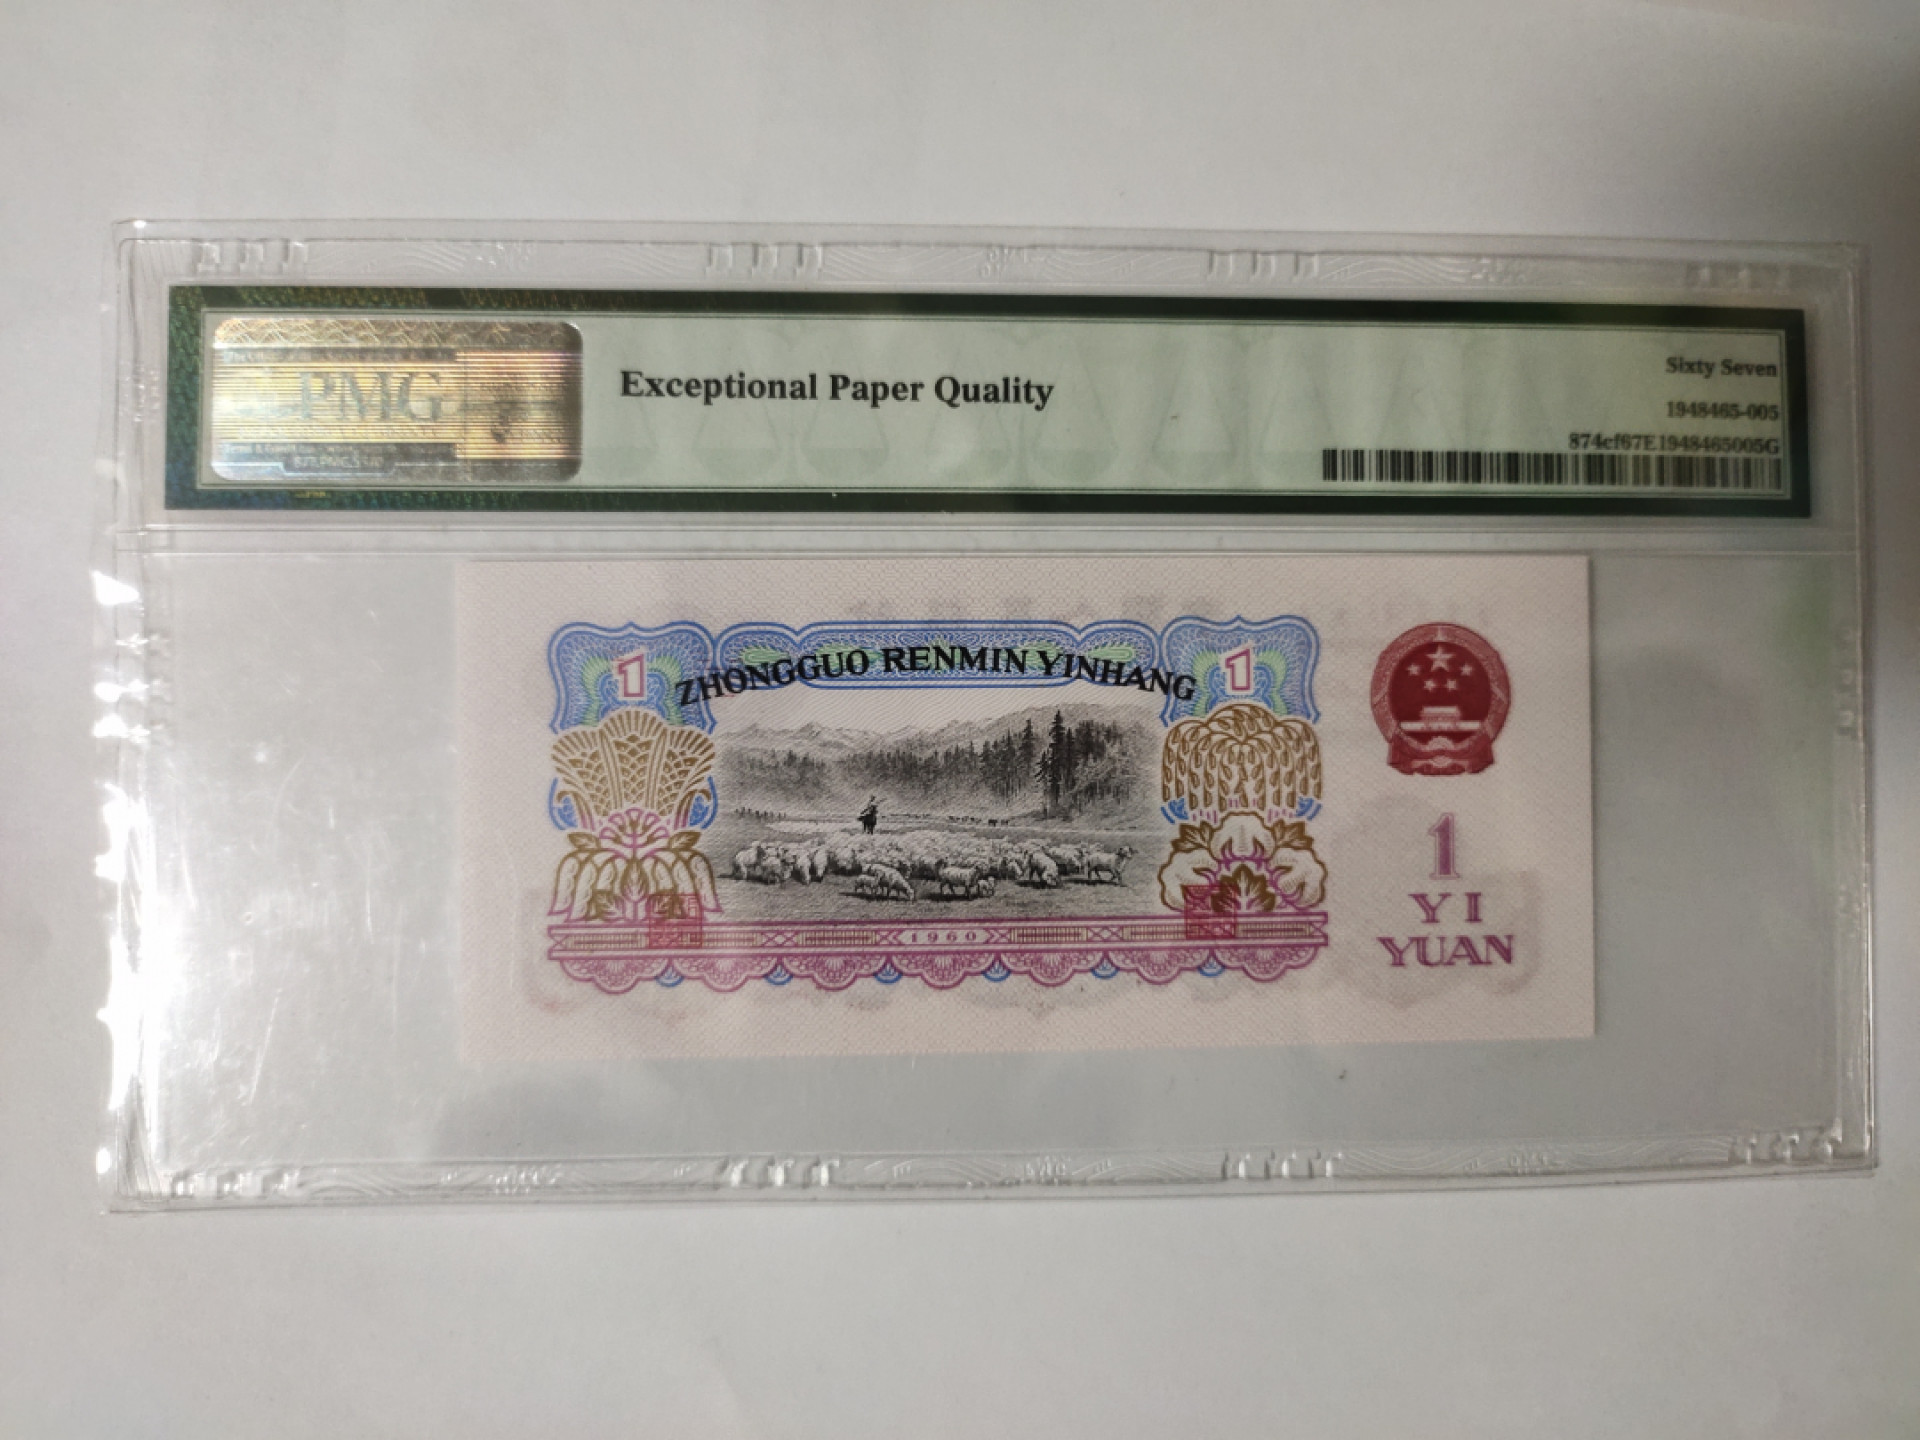 PMG
Exceptional Paper Quality
Sixty Seven
1948465-005
874cf67E1948465005G
1
ZHONGGUO RENMIN YINHANG
1
1
YI
YUAN
1960